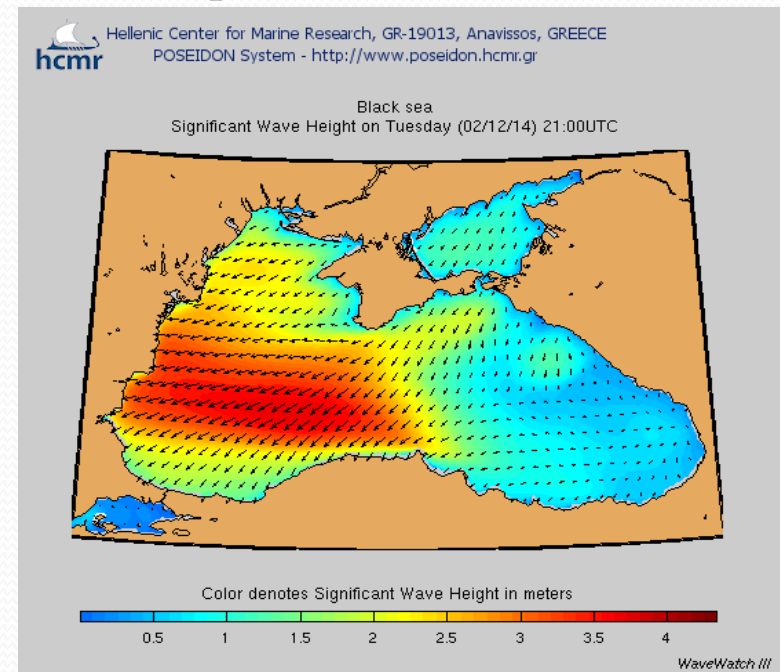 Hellenic Center for Marine Research, GR-19013, Anavissos, GREECE
hcmr POSEIDON System - http://www.poseidon.hcmr.gr
Black sea
Significant Wave Height on Tuesday (02/12/14) 21:00UTC
Color denotes Significant Wave Height in meters
0.5 1 1.5 2 2.5 3 3.5 4
WaveWatch III